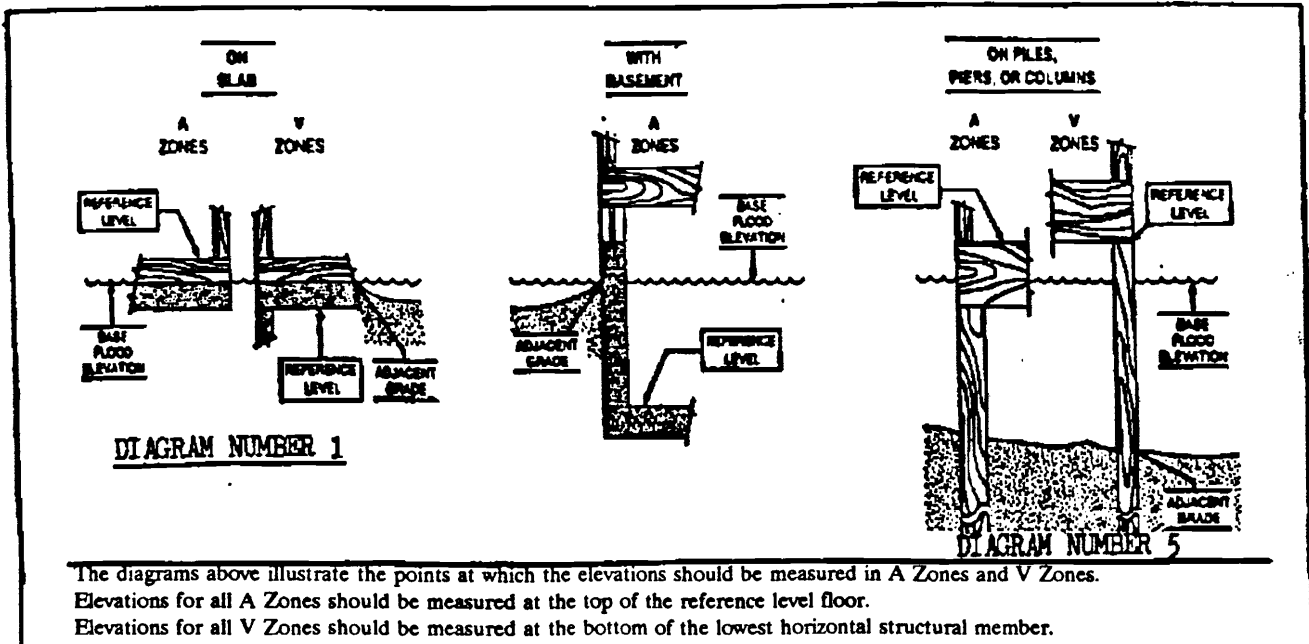 ON
SLAB
A
ZONES
V
ZONES
REFERENCE
LEVEL
BASE
FLOOD
ELEVATION
REFERENCE
LEVEL
ADJACENT
GRADE
DIAGRAM NUMBER 1
WITH
BASEMENT
A
ZONES
BASE
FLOOD
ELEVATION
ADJACENT
GRADE
REFERENCE
LEVEL
ON PILES,
PIERS, OR COLUMNS
A
ZONES
V
ZONES
REFERENCE
LEVEL
REFERENCE
LEVEL
BASE
FLOOD
ELEVATION
ADJACENT
GRADE
DIAGRAM NUMBER 5
The diagrams above illustrate the points at which the elevations should be measured in A Zones and V Zones.
Elevations for all A Zones should be measured at the top of the reference level floor.
Elevations for all V Zones should be measured at the bottom of the lowest horizontal structural member.